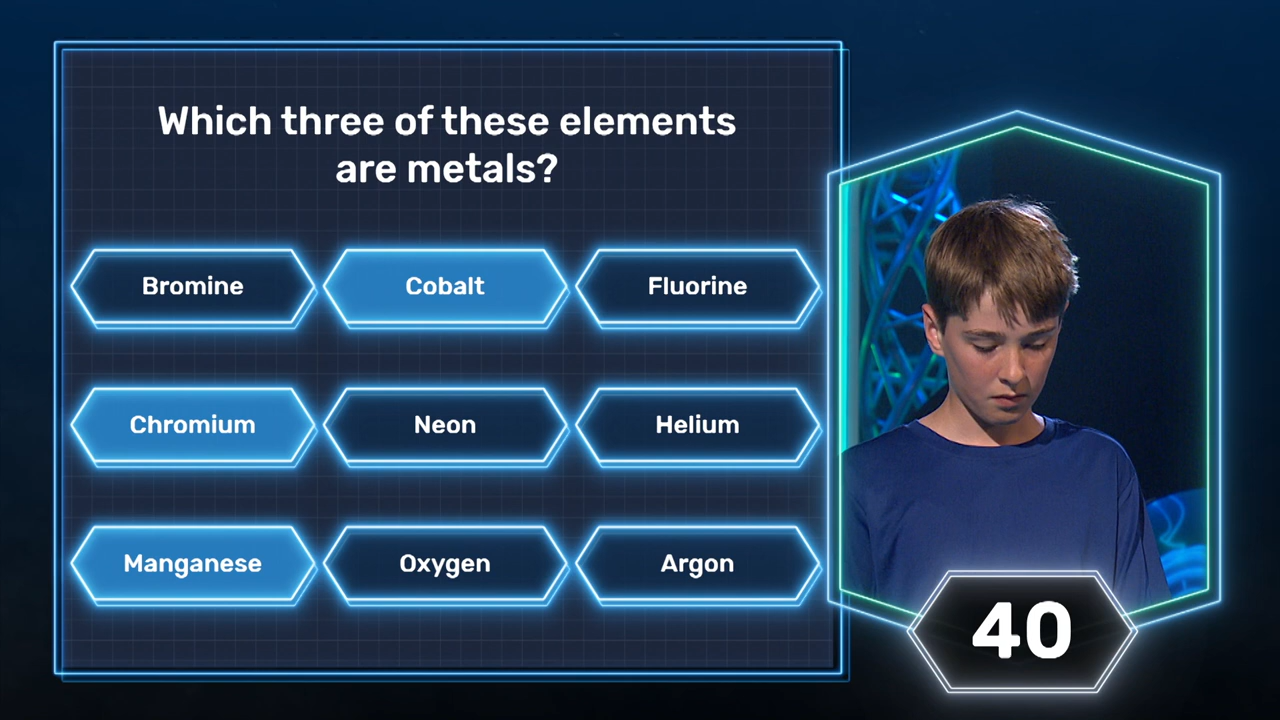 Which three of these elements
are metals?
Bromine
Cobalt
Fluorine
Chromium
Neon
Helium
Manganese
Oxygen
Argon
40